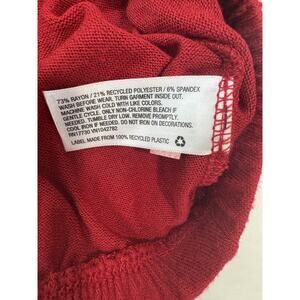 73% RAYON / 21% RECYCLED POLYESTER / 6% SPANDEX
WASH BEFORE WEAR, TURN GARMENT INSIDE OUT.
MACHINE WASH COLD WITH LIKE COLORS.
GENTLE CYCLE. ONLY NON-CHLORINE BLEACH IF
NEEDED. TUMBLE DRY LOW. REMOVE PROMPTLY.
COOL IRON IF NEEDED. DO NOT IRON ON DECORATIONS.
VN1042782
LABEL MADE FROM 100% RECYCLED PLASTIC